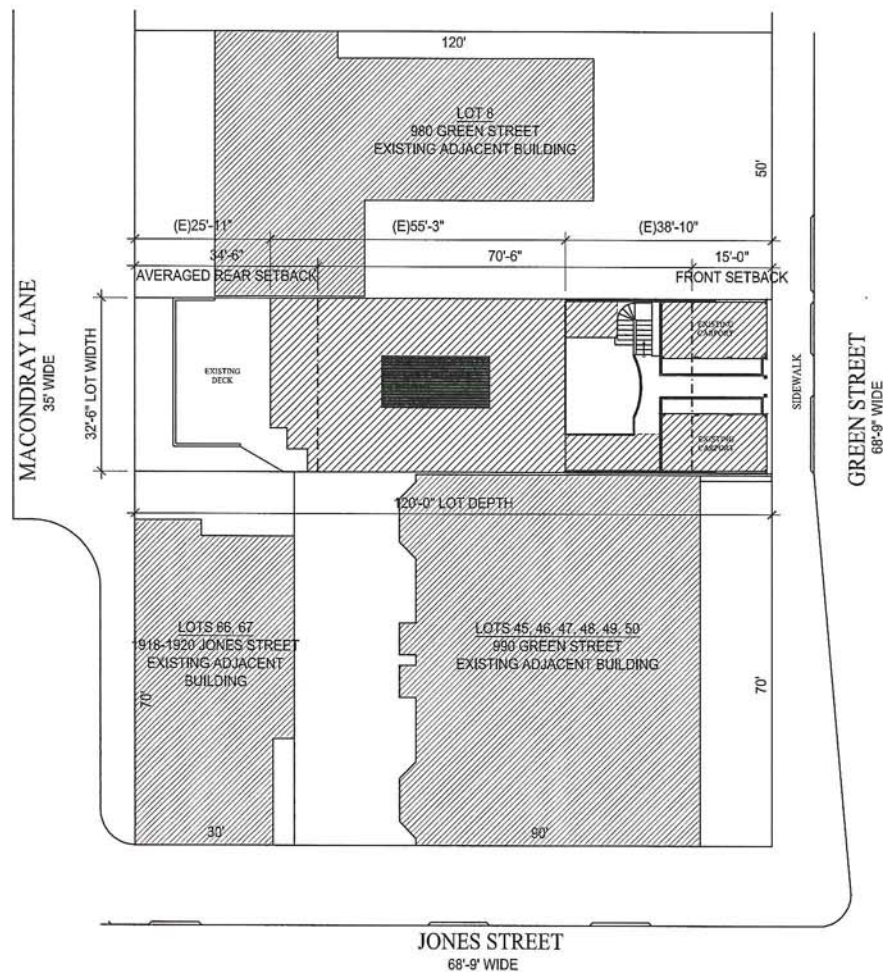 120'
LOT 8
980 GREEN STREET
EXISTING ADJACENT BUILDING
50'
(E)25'-11"
(E)55'-3"
(E)38'-10"
34'-6"
70'-6"
15'-0"
AVERAGED REAR SETBACK
FRONT SETBACK
MACONDRAY LANE
35' WIDE
32'-6" LOT WIDTH
EXISTING
DECK
EXISTING
CARPORT
EXISTING
CARPORT
SIDEWALK
GREEN STREET
68'-9" WIDE
120'-0" LOT DEPTH
LOTS 66, 67
1918-1920 JONES STREET
EXISTING ADJACENT
BUILDING
70'
30'
LOTS 45, 46, 47, 48, 49, 50
990 GREEN STREET
EXISTING ADJACENT BUILDING
70'
90'
JONES STREET
68'-9' WIDE